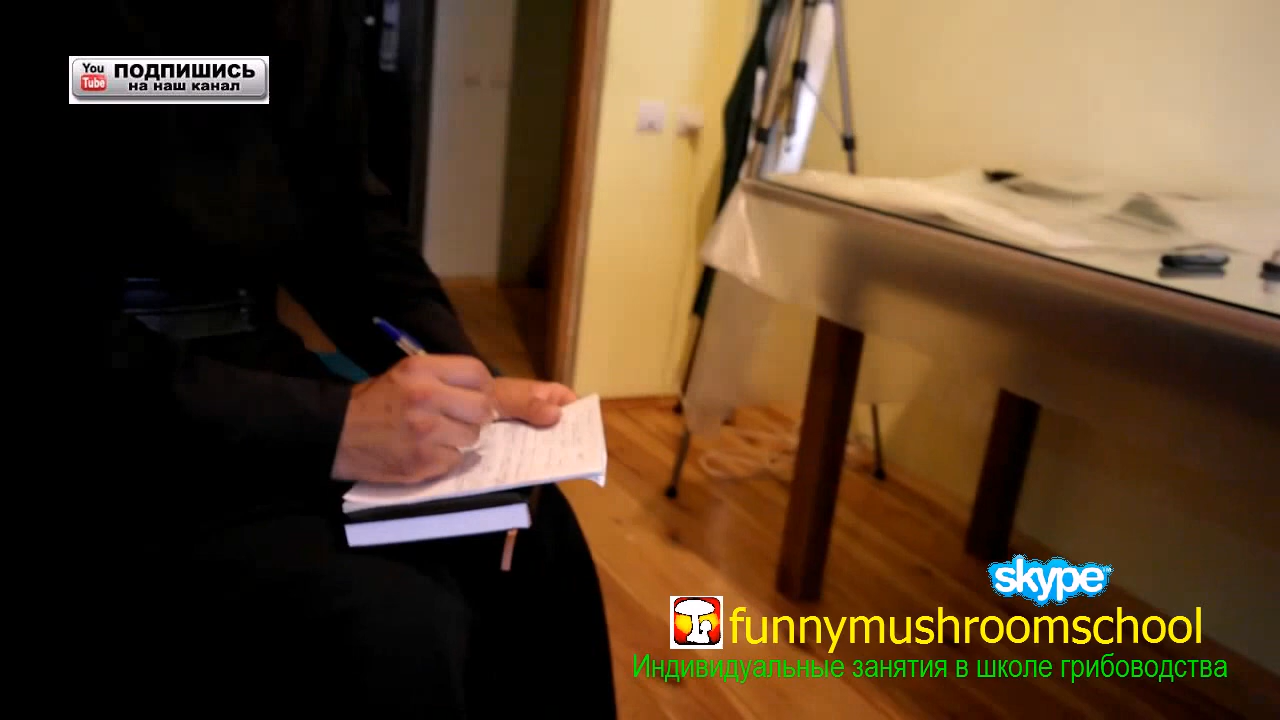 You Tube
ПОДПИШИСЬ
на наш канал
skype
funnymushroomschool
Индивидуальные занятия в школе грибоводства